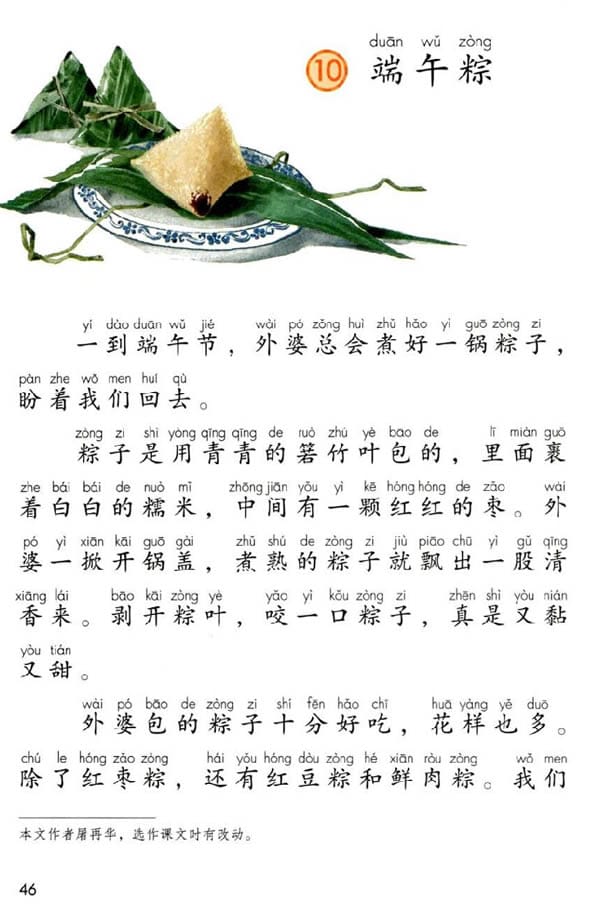 duān wǔ zòng
10 端午粽
yí dào duān wǔ jié wài pó zǒng huì zhǔ hǎo yì guō zòng zi
一到端午节，外婆总会煮好一锅粽子，
pàn zhe wǒ men huí qù
盼着我们回去。
zòng zi shì yòng qīng qīng de ruò zhú yè bāo de lǐ miàn guǒ
粽子是用青青的箬竹叶包的，里面裹
zhe bái bái de nuò mǐ zhōng jiān yǒu yì kē hóng hóng de zǎo wài
着白白的糯米，中间有一颗红红的枣。外
pó yì xiān kāi guō gài zhǔ shú de zòng zi jiù piāo chū yì gǔ qīng
婆一掀开锅盖，煮熟的粽子就飘出一股清
xiāng lái bāo kāi zòng yè yǎo yì kǒu zòng zi zhēn shì yòu nián
香来。剥开粽叶，咬一口粽子，真是又黏
yòu tián
又甜。
wài pó bāo de zòng zi shí fēn hǎo chī huā yàng yě duō
外婆包的粽子十分好吃，花样也多。
chú le hóng zǎo zòng hái yǒu hóng dòu zòng hé xiān ròu zòng wǒ men
除了红枣粽，还有红豆粽和鲜肉粽。我们
本文作者屠再华，选作课文时有改动。
46